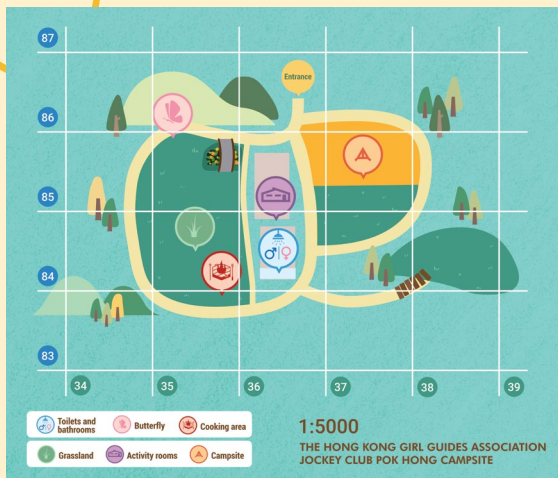 87
Entrance
86
85
84
83
34
35
36
37
38
39
Toilets and
bathrooms
Butterfly
Cooking area
Grassland
Activity rooms
Campsite
1:5000
THE HONG KONG GIRL GUIDES ASSOCIATION
JOCKEY CLUB POK HONG CAMPSITE